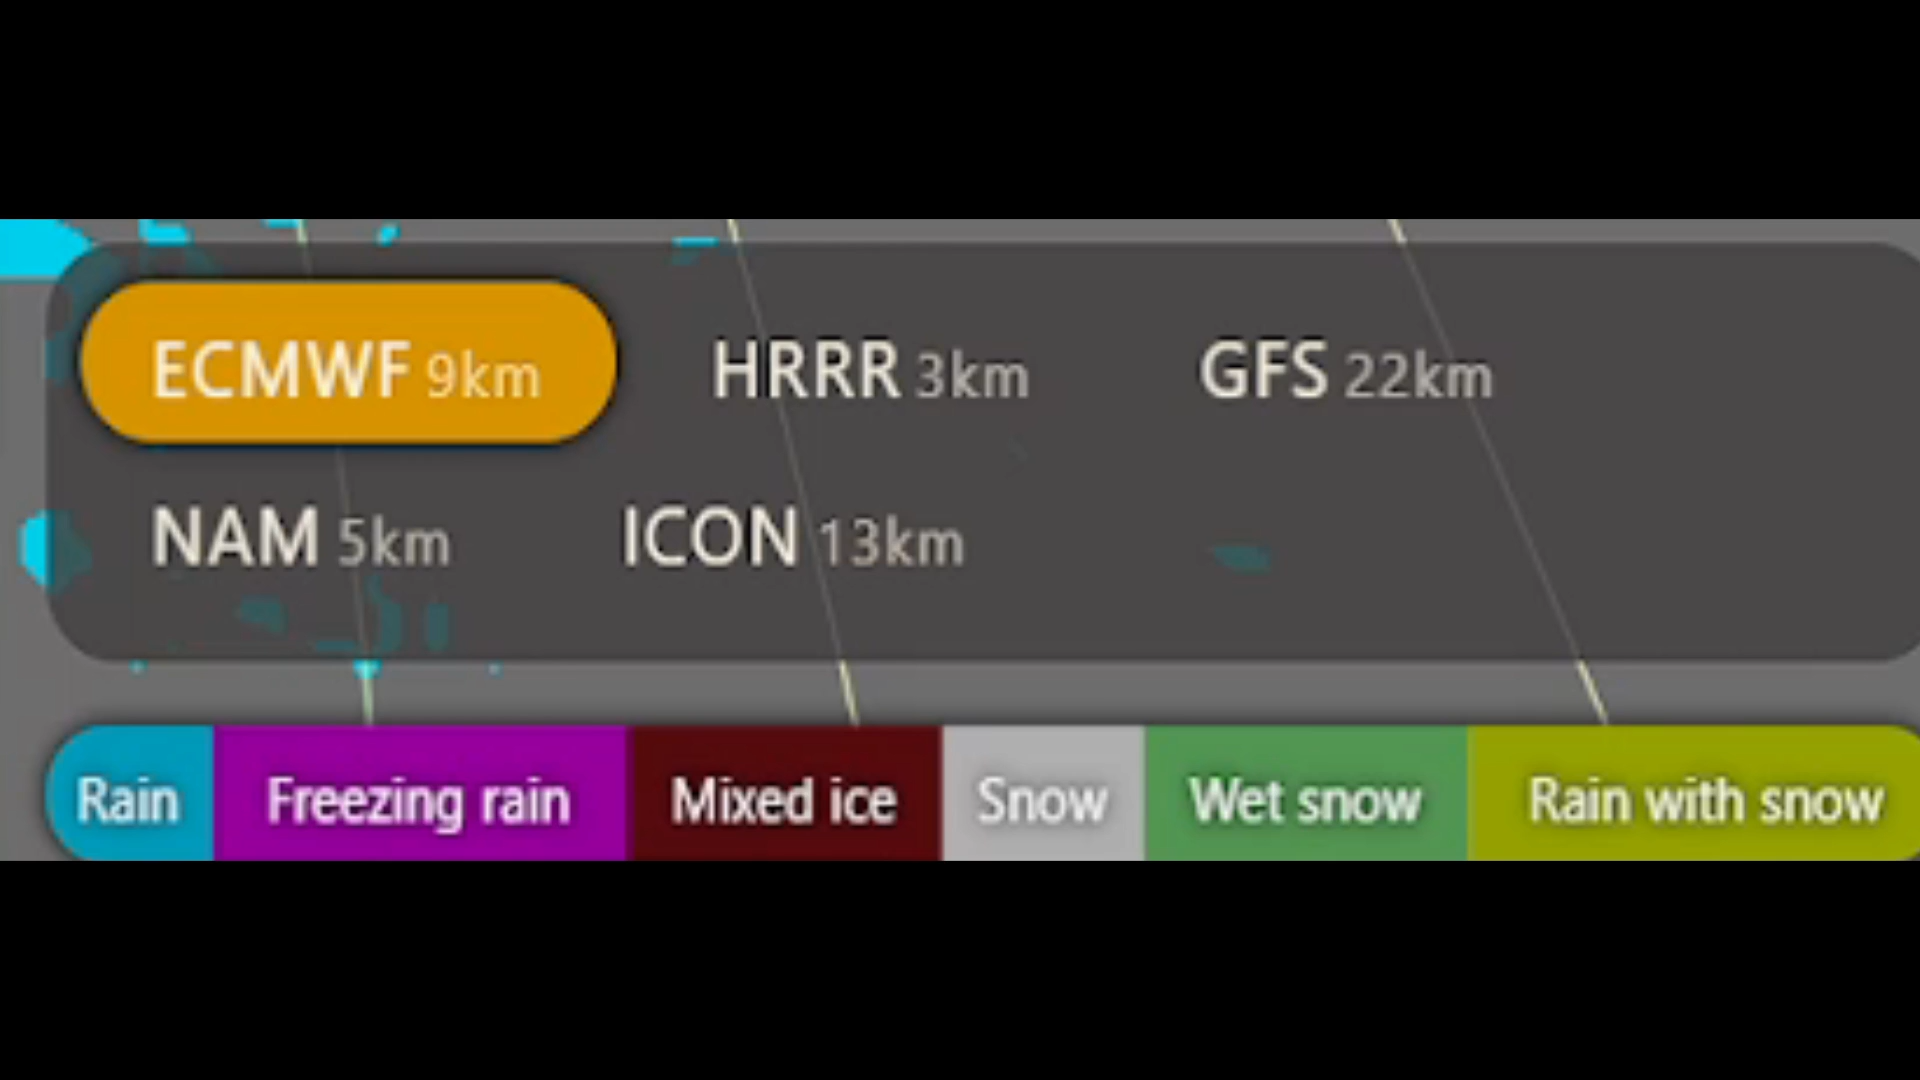 ECMWF 9km HRRR 3km GFS 22km
NAM 5km ICON 13km
Rain Freezing rain Mixed ice Snow Wet snow Rain with snow